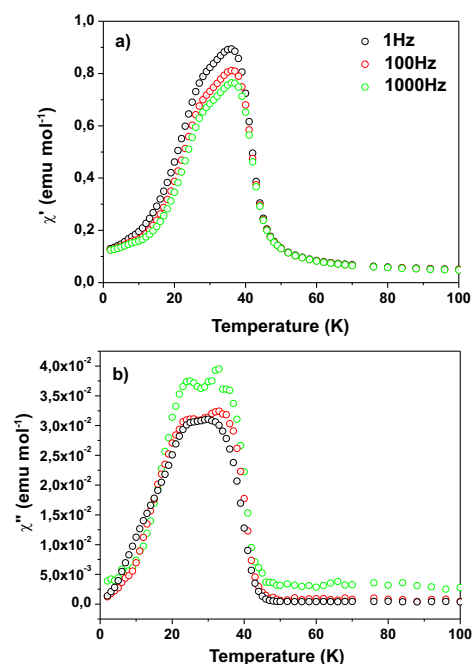 a)
1Hz
100Hz
1000Hz
1,0
0,8
0,6
0,4
0,2
0,0
χ' (emu mol⁻¹)
0 20 40 60 80 100
Temperature (K)
b)
4,0x10⁻²
3,5x10⁻²
3,0x10⁻²
2,5x10⁻²
2,0x10⁻²
1,5x10⁻²
1,0x10⁻²
5,0x10⁻³
0,0
χ'' (emu mol⁻¹)
0 20 40 60 80 100
Temperature (K)